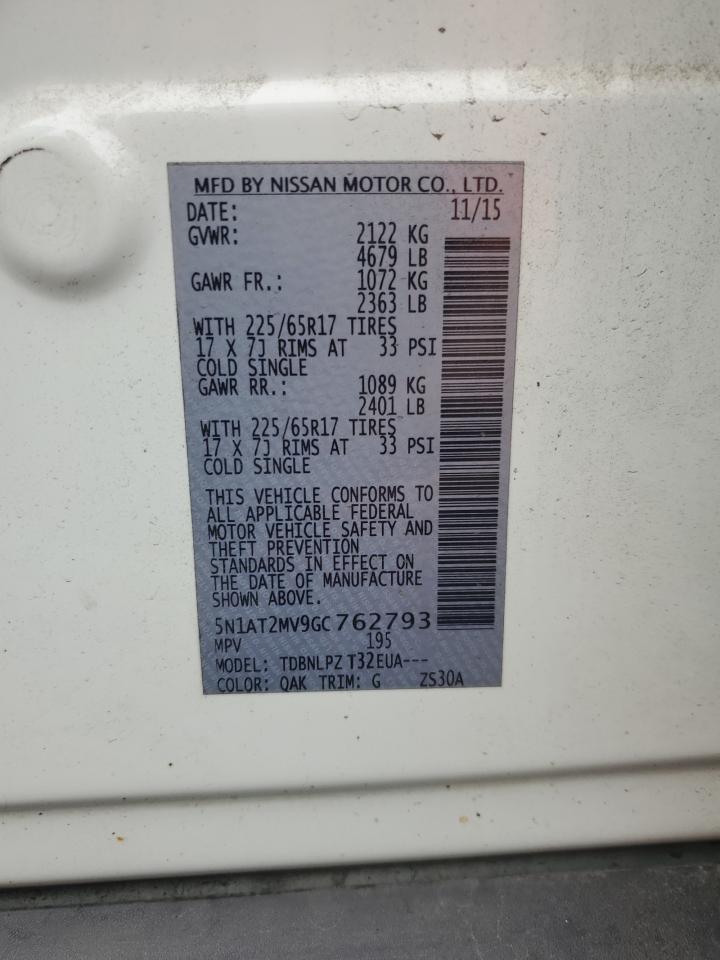 MFD BY NISSAN MOTOR CO., LTD.
DATE: 11/15
GVWR: 2122 KG
4679 LB
GAWR FR.: 1072 KG
2363 LB
WITH 225/65R17 TIRES
17 X 7J RIMS AT 33 PSI
COLD SINGLE
GAWR RR.: 1089 KG
2401 LB
WITH 225/65R17 TIRES
17 X 7J RIMS AT 33 PSI
COLD SINGLE
THIS VEHICLE CONFORMS TO
ALL APPLICABLE FEDERAL
MOTOR VEHICLE SAFETY AND
THEFT PREVENTION
STANDARDS IN EFFECT ON
THE DATE OF MANUFACTURE
SHOWN ABOVE.
5N1AT2MV9GC762793
MPV 195
MODEL: TDBNLPZ T32EUA---
COLOR: QAK TRIM: G ZS30A